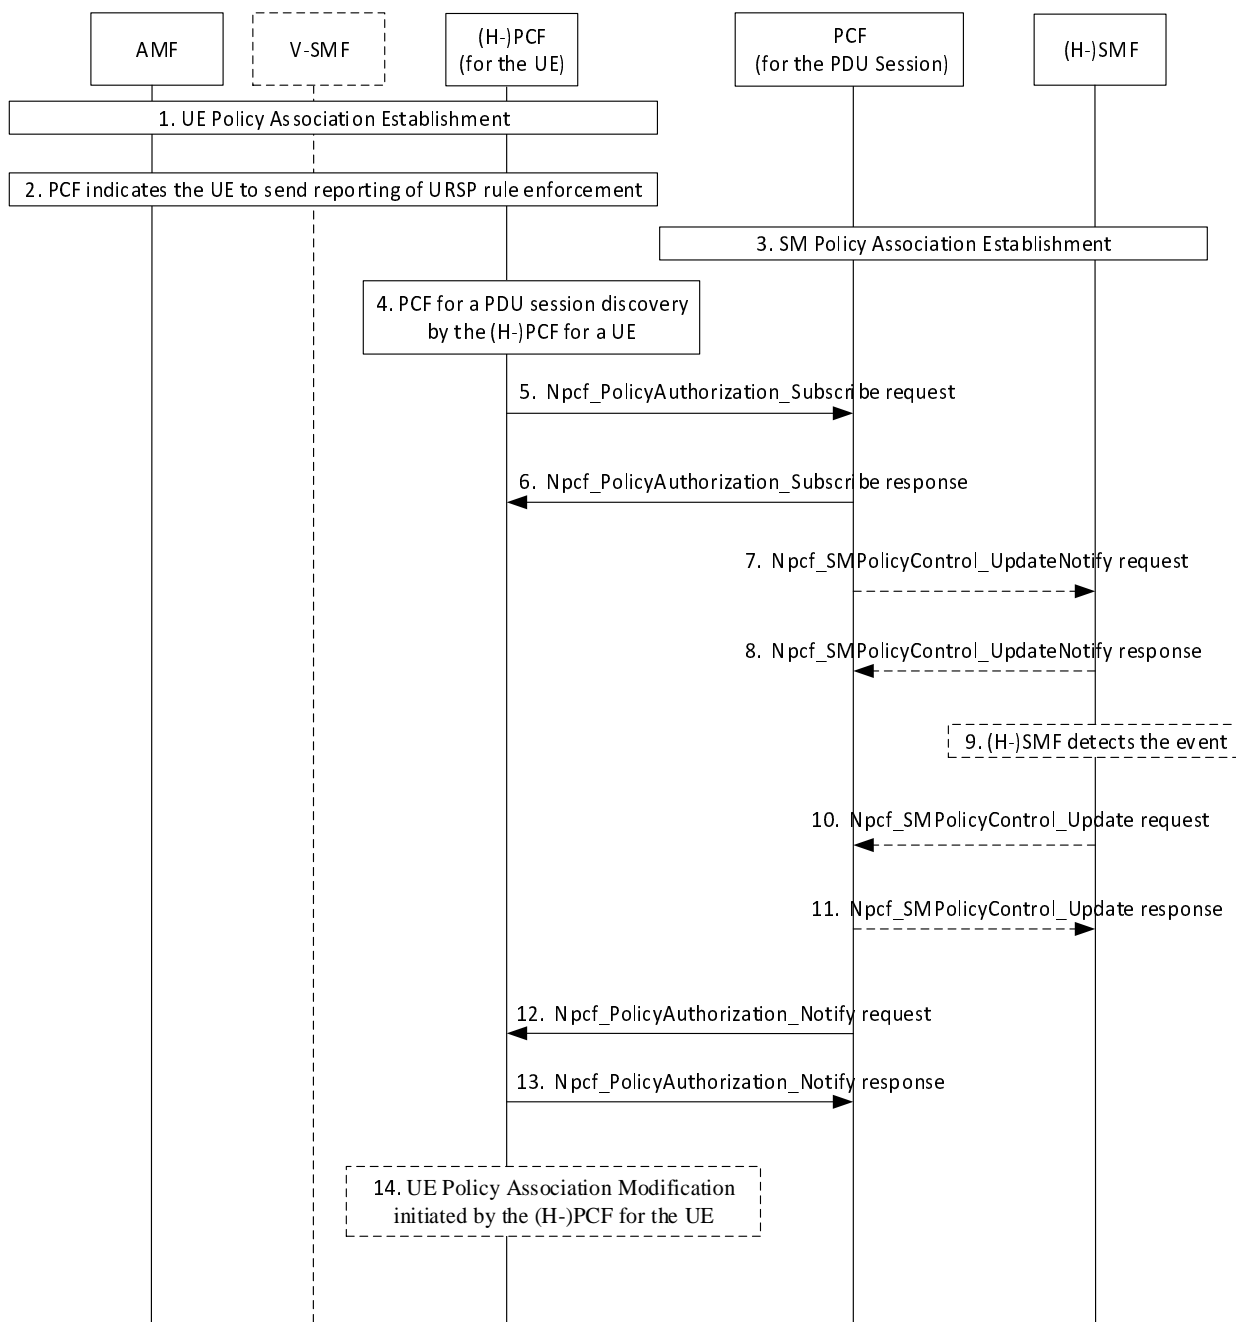 AMF
V-SMF
(H-)PCF
(for the UE)
PCF
(for the PDU Session)
(H-)SMF
1. UE Policy Association Establishment
2. PCF indicates the UE to send reporting of URSP rule enforcement
3. SM Policy Association Establishment
4. PCF for a PDU session discovery
by the (H-)PCF for a UE
5. Npcf_PolicyAuthorization_Subscribe request
6. Npcf_PolicyAuthorization_Subscribe response
7. Npcf_SMPolicyControl_UpdateNotify request
8. Npcf_SMPolicyControl_UpdateNotify response
9. (H-)SMF detects the event
10. Npcf_SMPolicyControl_Update request
11. Npcf_SMPolicyControl_Update response
12. Npcf_PolicyAuthorization_Notify request
13. Npcf_PolicyAuthorization_Notify response
14. UE Policy Association Modification
initiated by the (H-)PCF for the UE